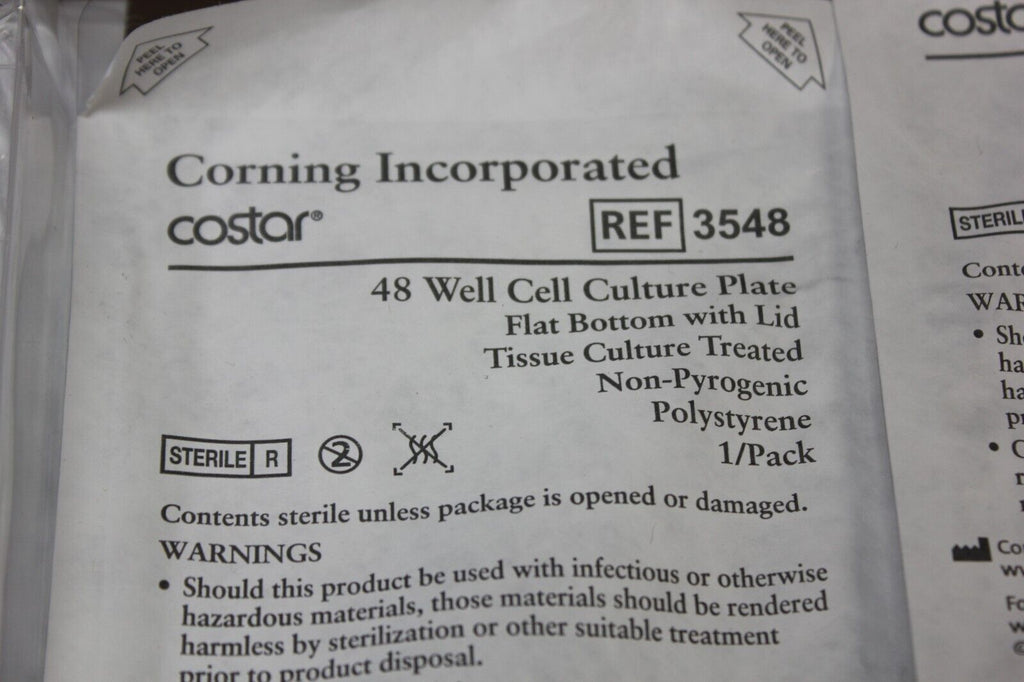 PEEL
HERE TO
OPEN
PEEL
HERE TO
OPEN
Corning Incorporated
costar®
REF 3548
48 Well Cell Culture Plate
Flat Bottom with Lid
Tissue Culture Treated
Non-Pyrogenic
Polystyrene
1/Pack
STERILE R
2
Contents sterile unless package is opened or damaged.
WARNINGS
• Should this product be used with infectious or otherwise
hazardous materials, those materials should be rendered
harmless by sterilization or other suitable treatment
prior to product disposal.